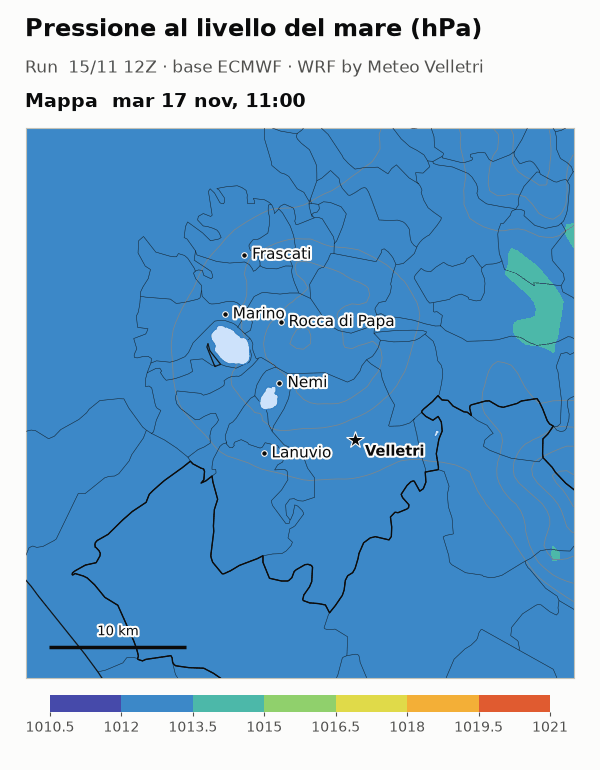 Pressione al livello del mare (hPa)
Run  15/11 12Z · base ECMWF · WRF by Meteo Velletri
Mappa  mar 17 nov, 11:00
Frascati
Marino
Rocca di Papa
Nemi
Velletri
Lanuvio
10 km
1010.5 1012 1013.5 1015 1016.5 1018 1019.5 1021